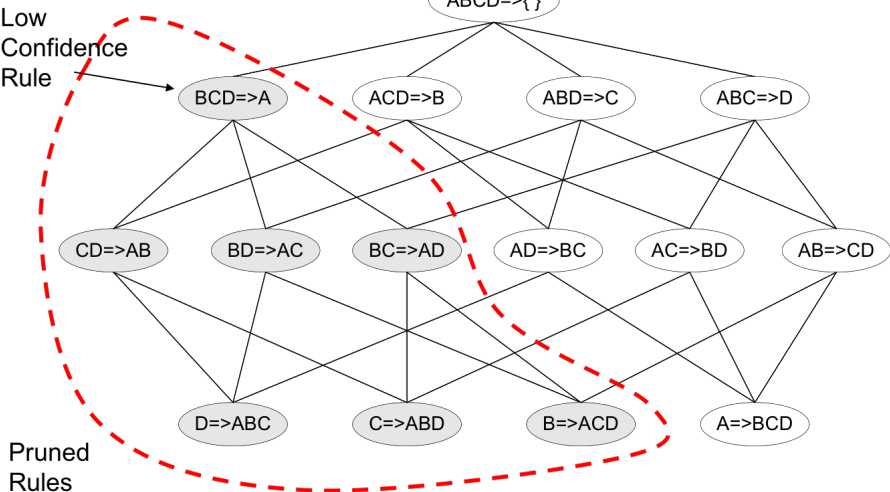 ABCD=>{ }
Low
Confidence
Rule
BCD=>A
ACD=>B
ABD=>C
ABC=>D
CD=>AB
BD=>AC
BC=>AD
AD=>BC
AC=>BD
AB=>CD
D=>ABC
C=>ABD
B=>ACD
A=>BCD
Pruned
Rules